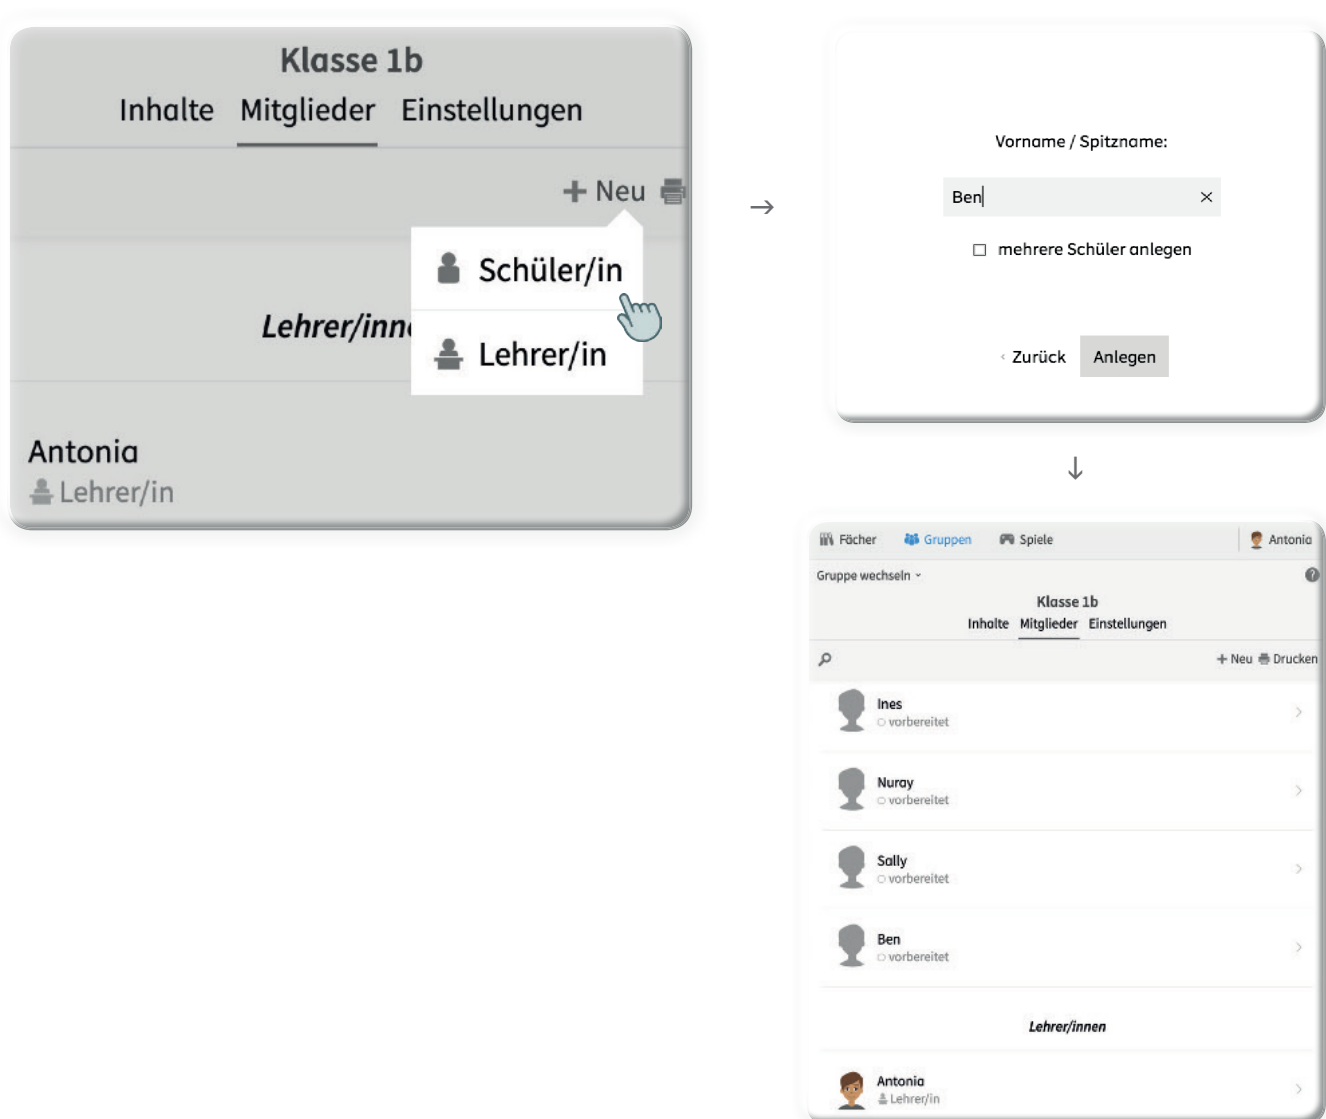 Klasse 1b
Inhalte Mitglieder Einstellungen
+ Neu
Schüler/in
Lehrer/in
Antonia
Lehrer/in
→
Vorname / Spitzname:
Ben ×
mehrere Schüler anlegen
‹ Zurück Anlegen
↓
Fächer Gruppen Spiele Antonia
Gruppe wechseln
Klasse 1b
Inhalte Mitglieder Einstellungen
+ Neu Drucken
Ines
vorbereitet
Nuray
vorbereitet
Sally
vorbereitet
Ben
vorbereitet
Lehrer/innen
Antonia
Lehrer/in